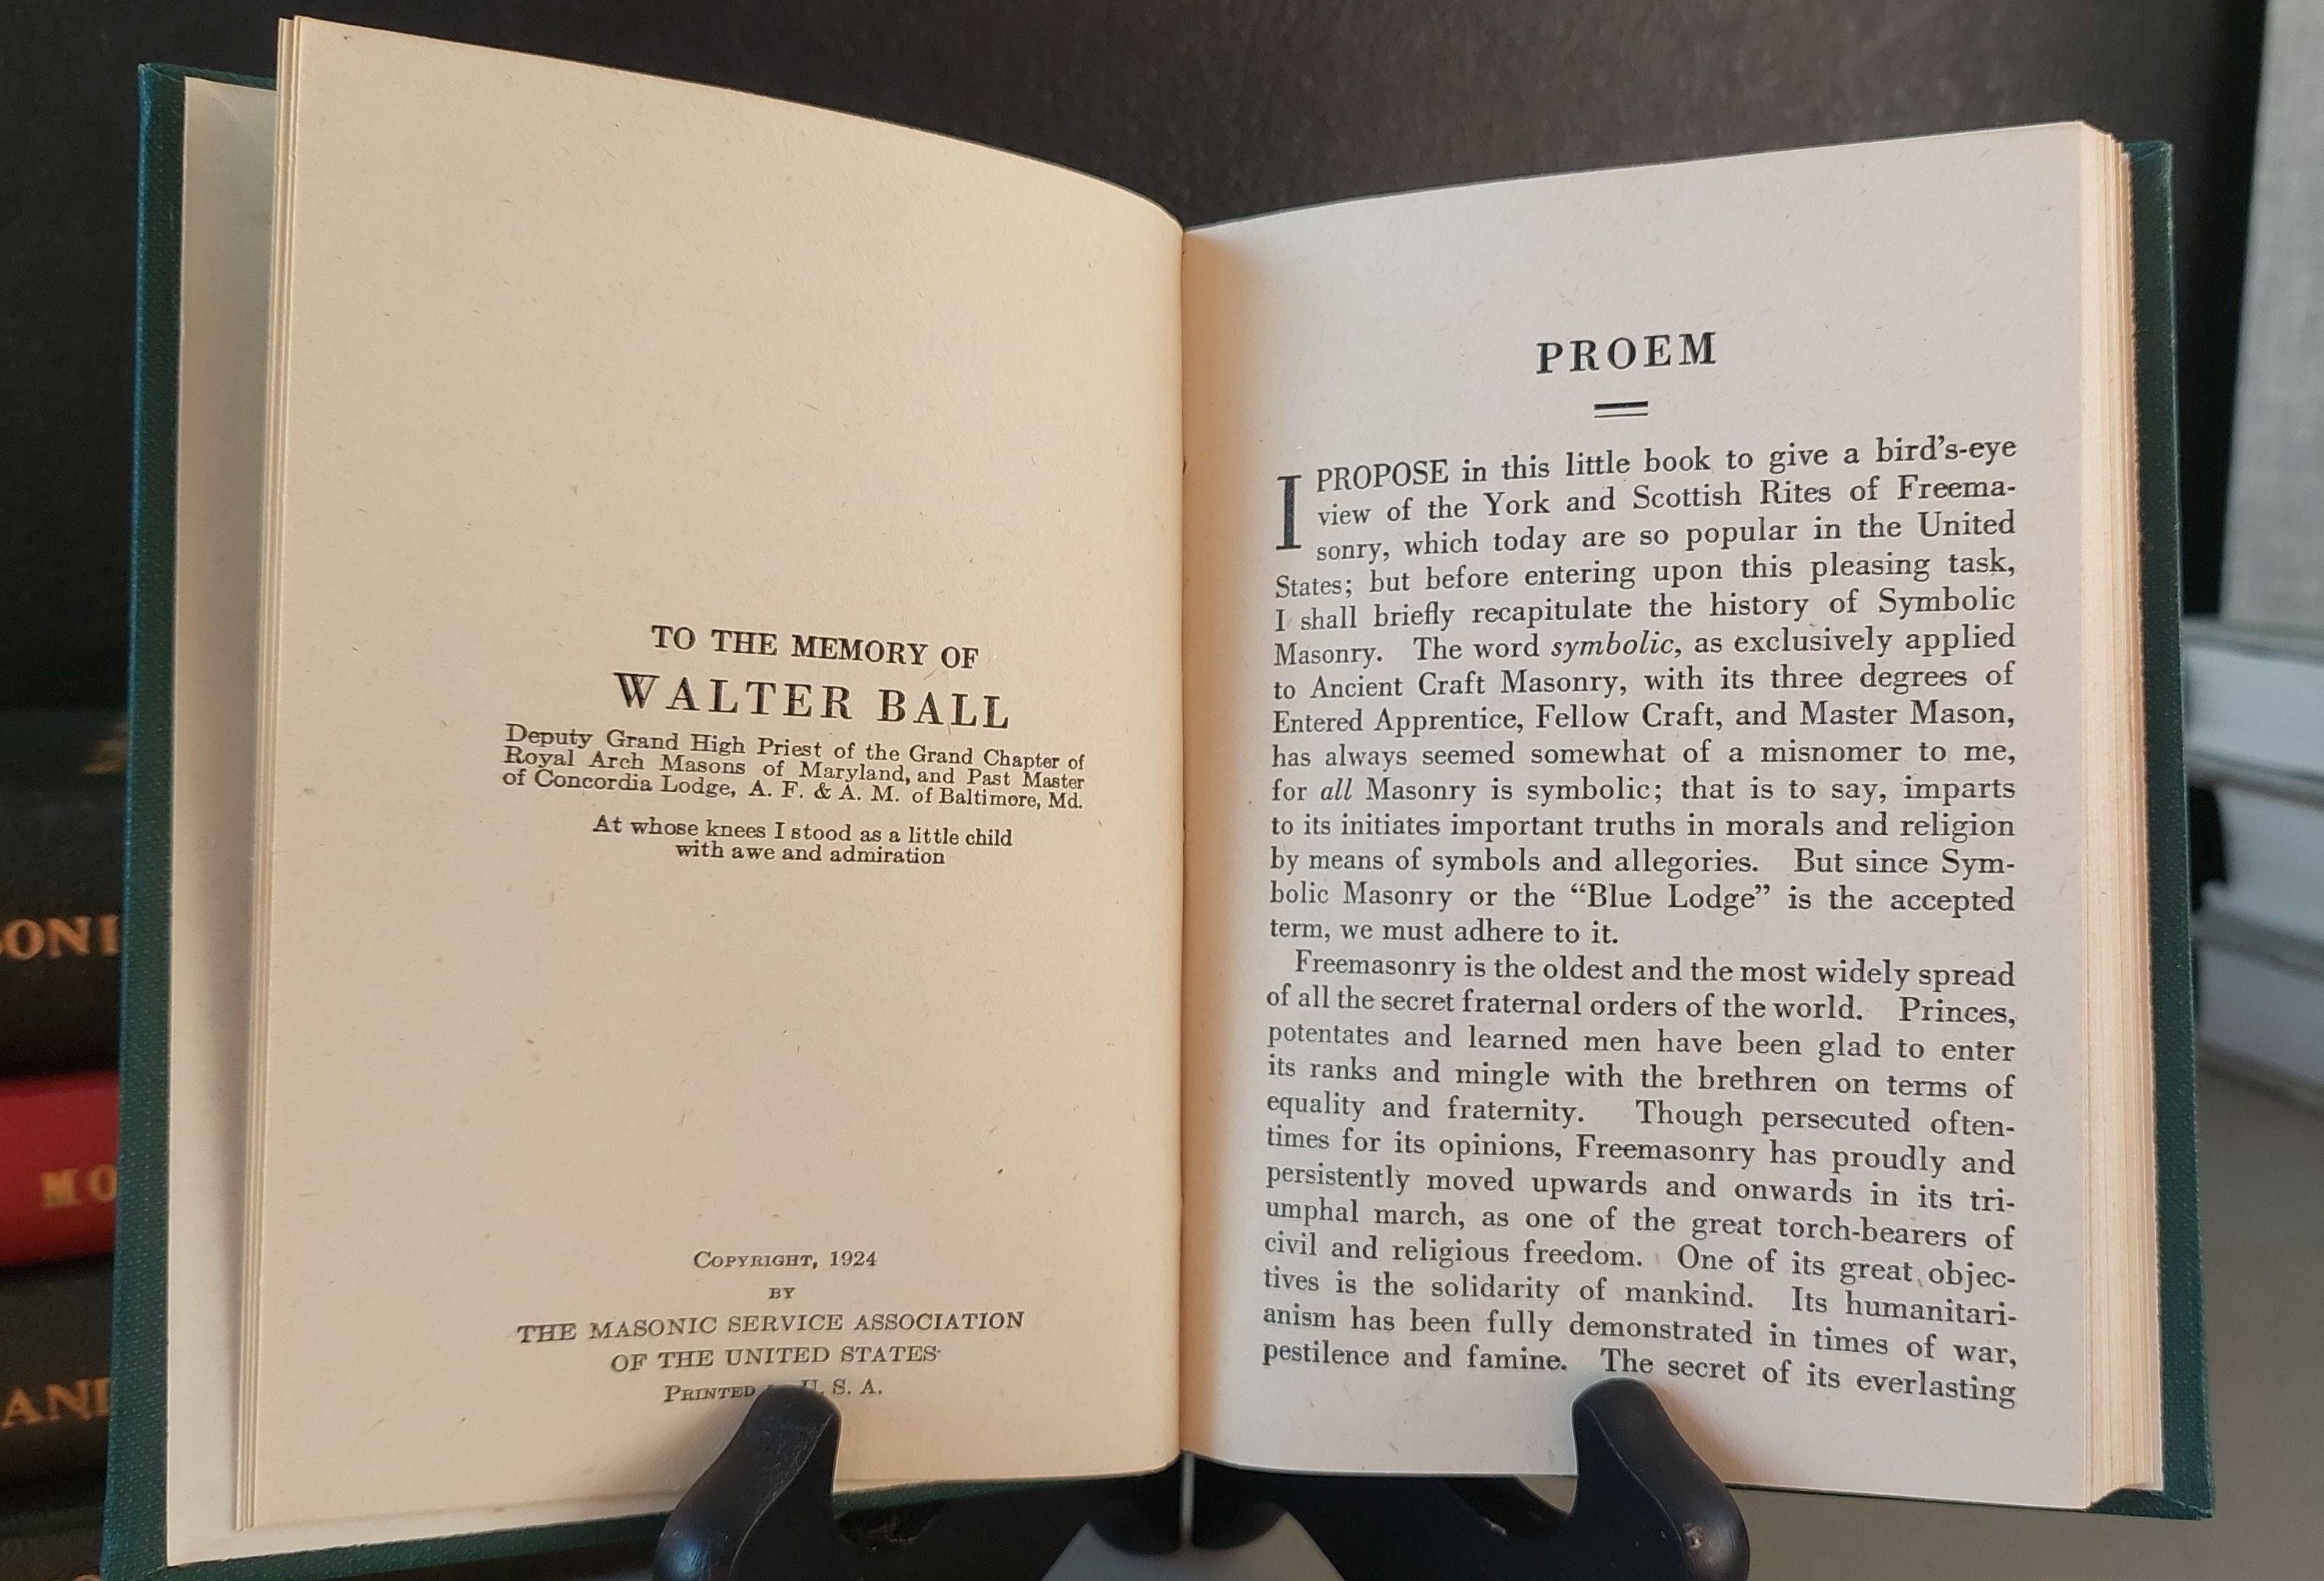 TO THE MEMORY OF
WALTER BALL
Deputy Grand High Priest of the Grand Chapter of
Royal Arch Masons of Maryland, and Past Master
of Concordia Lodge, A. F. & A. M. of Baltimore, Md.
At whose knees I stood as a little child
with awe and admiration
COPYRIGHT, 1924
BY
THE MASONIC SERVICE ASSOCIATION
OF THE UNITED STATES
PRINTED U. S. A.
PROEM
I PROPOSE in this little book to give a bird's-eye
view of the York and Scottish Rites of Freema-
sonry, which today are so popular in the United
States; but before entering upon this pleasing task,
I shall briefly recapitulate the history of Symbolic
Masonry. The word symbolic, as exclusively applied
to Ancient Craft Masonry, with its three degrees of
Entered Apprentice, Fellow Craft, and Master Mason,
has always seemed somewhat of a misnomer to me,
for all Masonry is symbolic; that is to say, imparts
to its initiates important truths in morals and religion
by means of symbols and allegories. But since Sym-
bolic Masonry or the “Blue Lodge” is the accepted
term, we must adhere to it.
Freemasonry is the oldest and the most widely spread
of all the secret fraternal orders of the world. Princes,
potentates and learned men have been glad to enter
its ranks and mingle with the brethren on terms of
equality and fraternity. Though persecuted often-
times for its opinions, Freemasonry has proudly and
persistently moved upwards and onwards in its tri-
umphal march, as one of the great torch-bearers of
civil and religious freedom. One of its great objec-
tives is the solidarity of mankind. Its humanitari-
anism has been fully demonstrated in times of war,
pestilence and famine. The secret of its everlasting
ONI
MO
AND